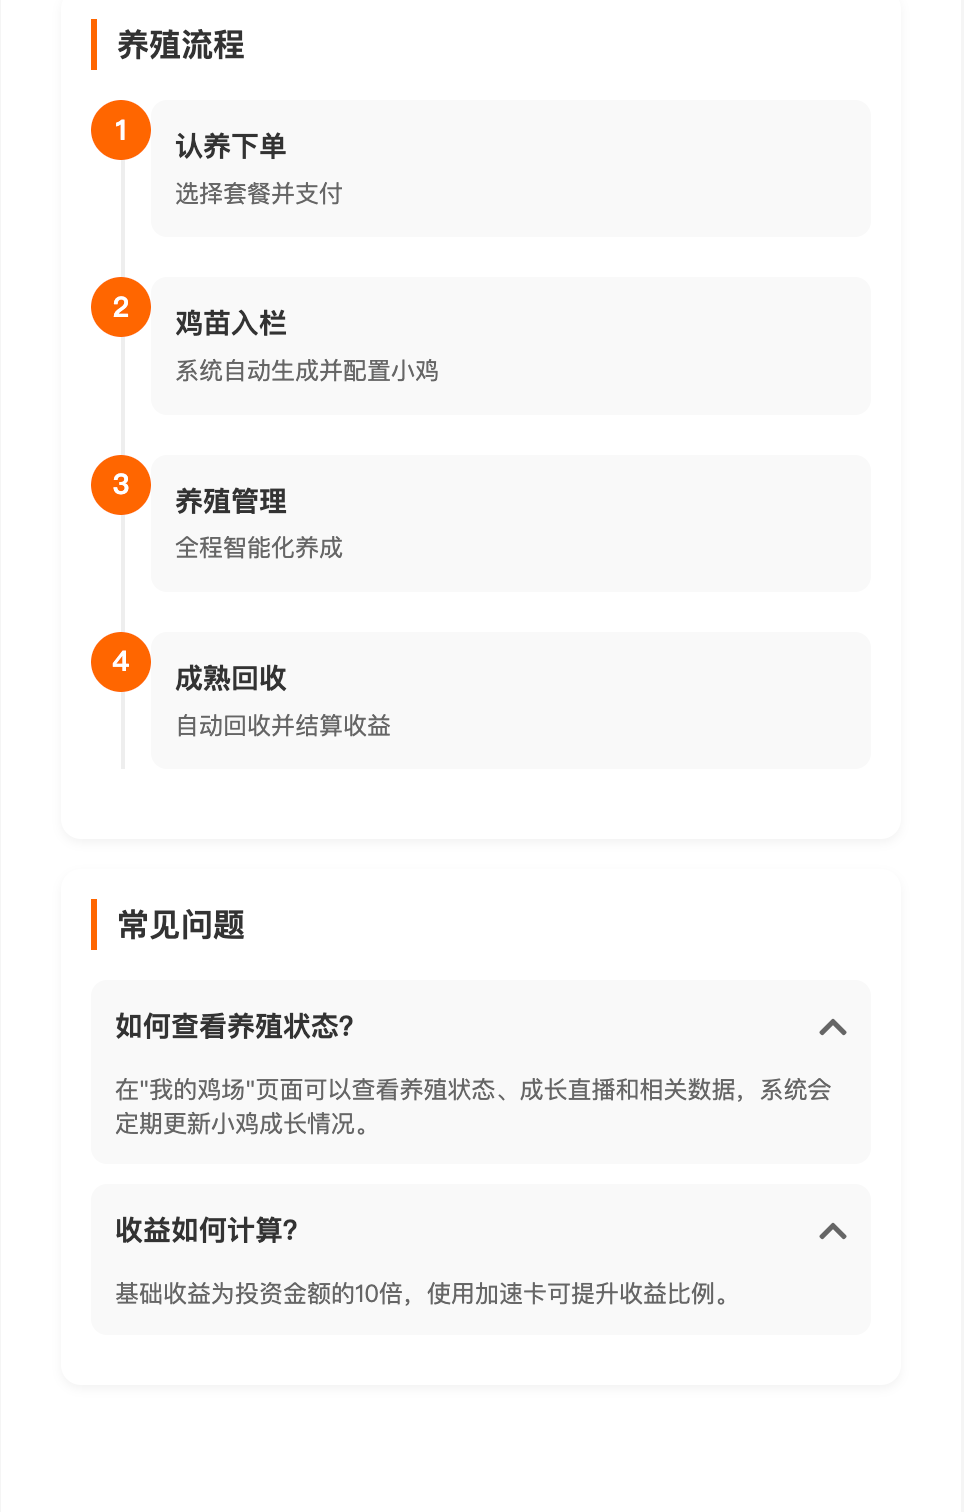 养殖流程
1
认养下单
选择套餐并支付
2
鸡苗入栏
系统自动生成并配置小鸡
3
养殖管理
全程智能化养成
4
成熟回收
自动回收并结算收益
常见问题
如何查看养殖状态?
在"我的鸡场"页面可以查看养殖状态、成长直播和相关数据，系统会
定期更新小鸡成长情况。
收益如何计算?
基础收益为投资金额的10倍，使用加速卡可提升收益比例。